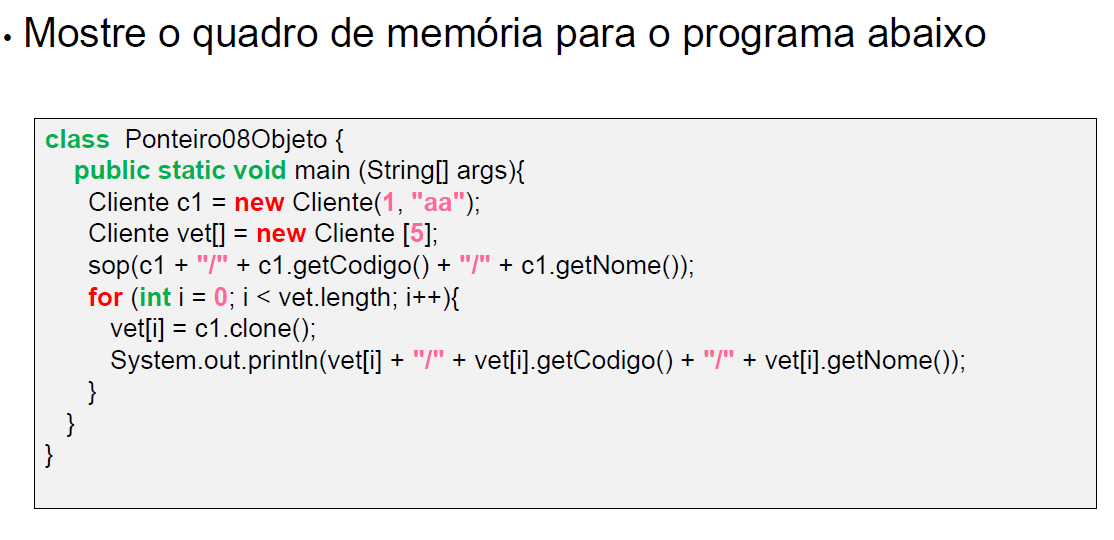 • Mostre o quadro de memória para o programa abaixo
class Ponteiro08Objeto {
public static void main (String[] args){
Cliente c1 = new Cliente(1, "aa");
Cliente vet[] = new Cliente [5];
sop(c1 + "/" + c1.getCodigo() + "/" + c1.getNome());
for (int i = 0; i < vet.length; i++){
vet[i] = c1.clone();
System.out.println(vet[i] + "/" + vet[i].getCodigo() + "/" + vet[i].getNome());
}
}
}